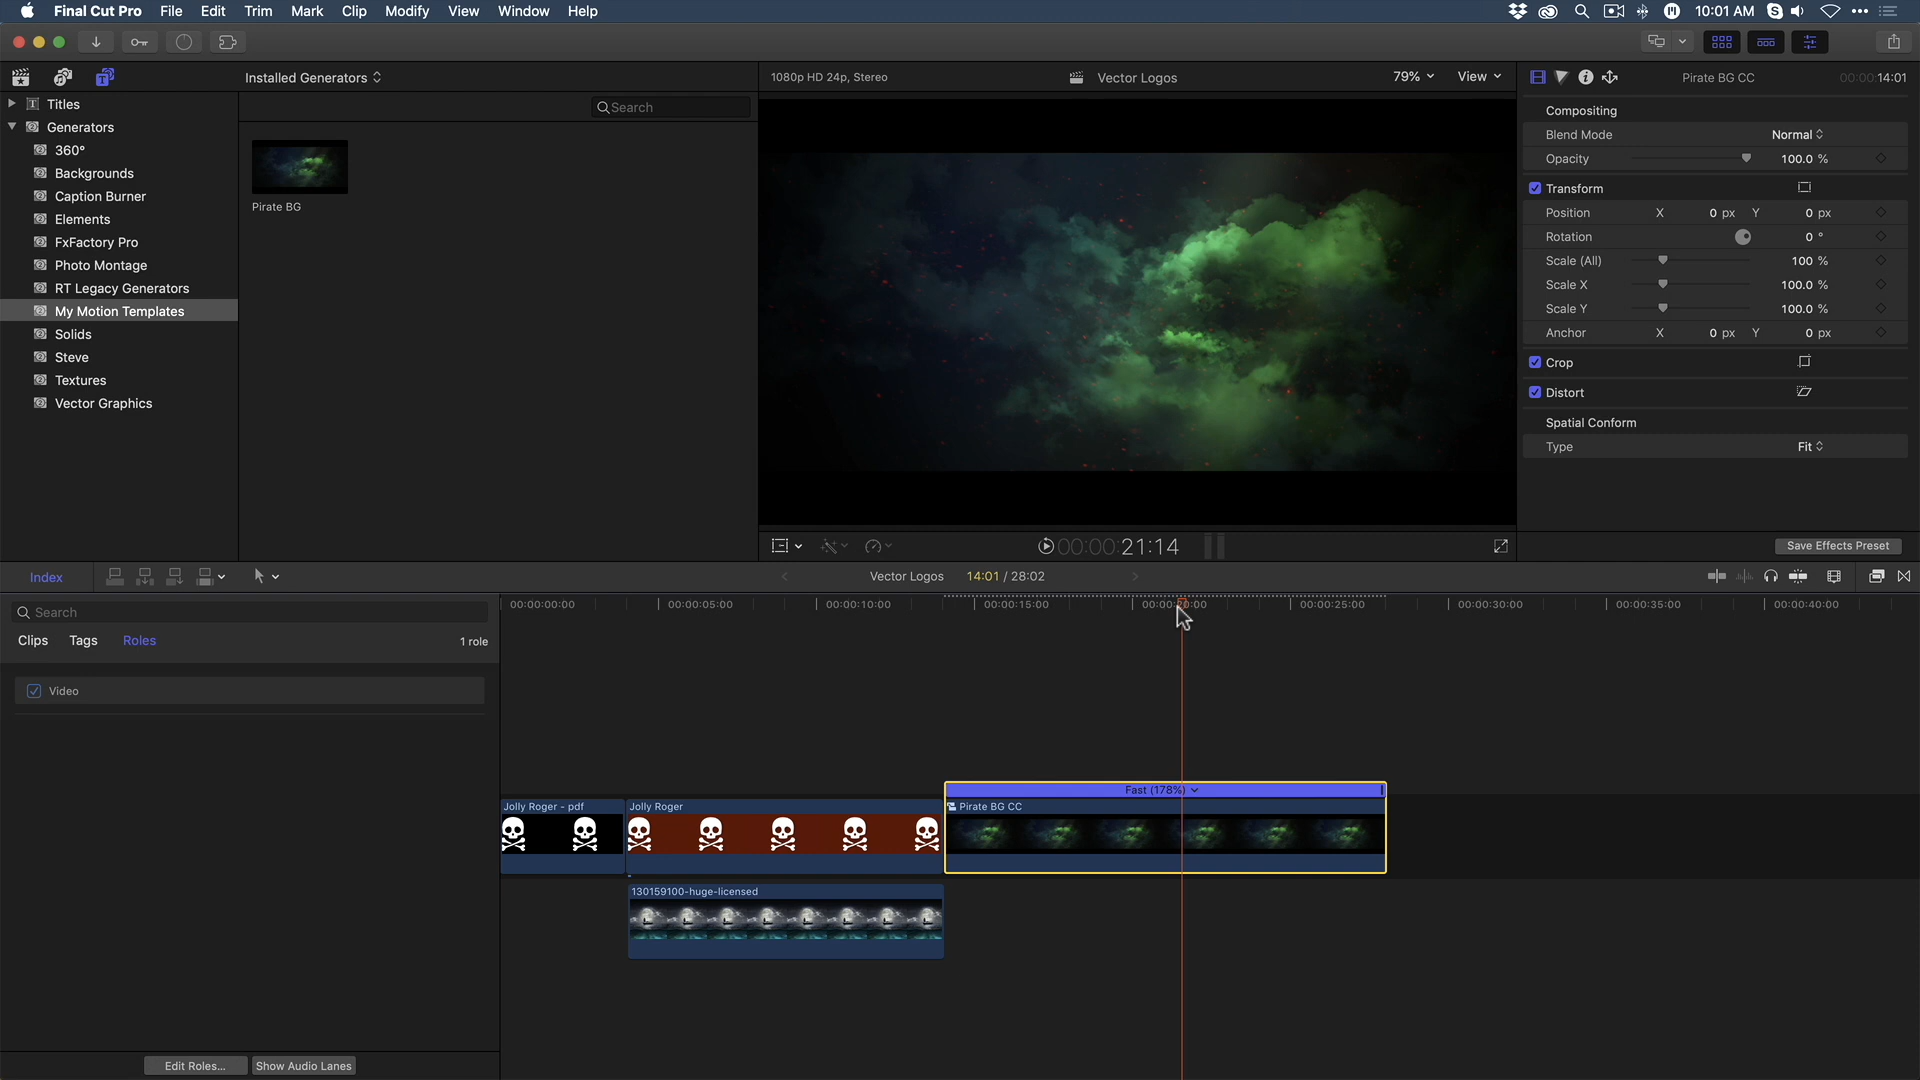 Final Cut Pro File Edit Trim Mark Clip Modify View Window Help 10:01 AM
Installed Generators
1080p HD 24p, Stereo Vector Logos 79% View
Pirate BG CC 00:00:14:01
Titles
Generators
360°
Backgrounds
Caption Burner
Elements
FxFactory Pro
Photo Montage
RT Legacy Generators
My Motion Templates
Solids
Steve
Textures
Vector Graphics
Search
Pirate BG
Compositing
Blend Mode Normal
Opacity 100.0 %
Transform
Position X 0 px Y 0 px
Rotation 0 °
Scale (All) 100 %
Scale X 100.0 %
Scale Y 100.0 %
Anchor X 0 px Y 0 px
Crop
Distort
Spatial Conform
Type Fit
00:00:00:21:14
Save Effects Preset
Index Vector Logos 14:01 / 28:02
Search
Clips Tags Roles 1 role
Video
00:00:00:00 00:00:05:00 00:00:10:00 00:00:15:00 00:00:20:00 00:00:25:00 00:00:30:00 00:00:35:00 00:00:40:00
Fast (178%)
Jolly Roger - pdf Jolly Roger Pirate BG CC
130159100-huge-licensed
Edit Roles... Show Audio Lanes